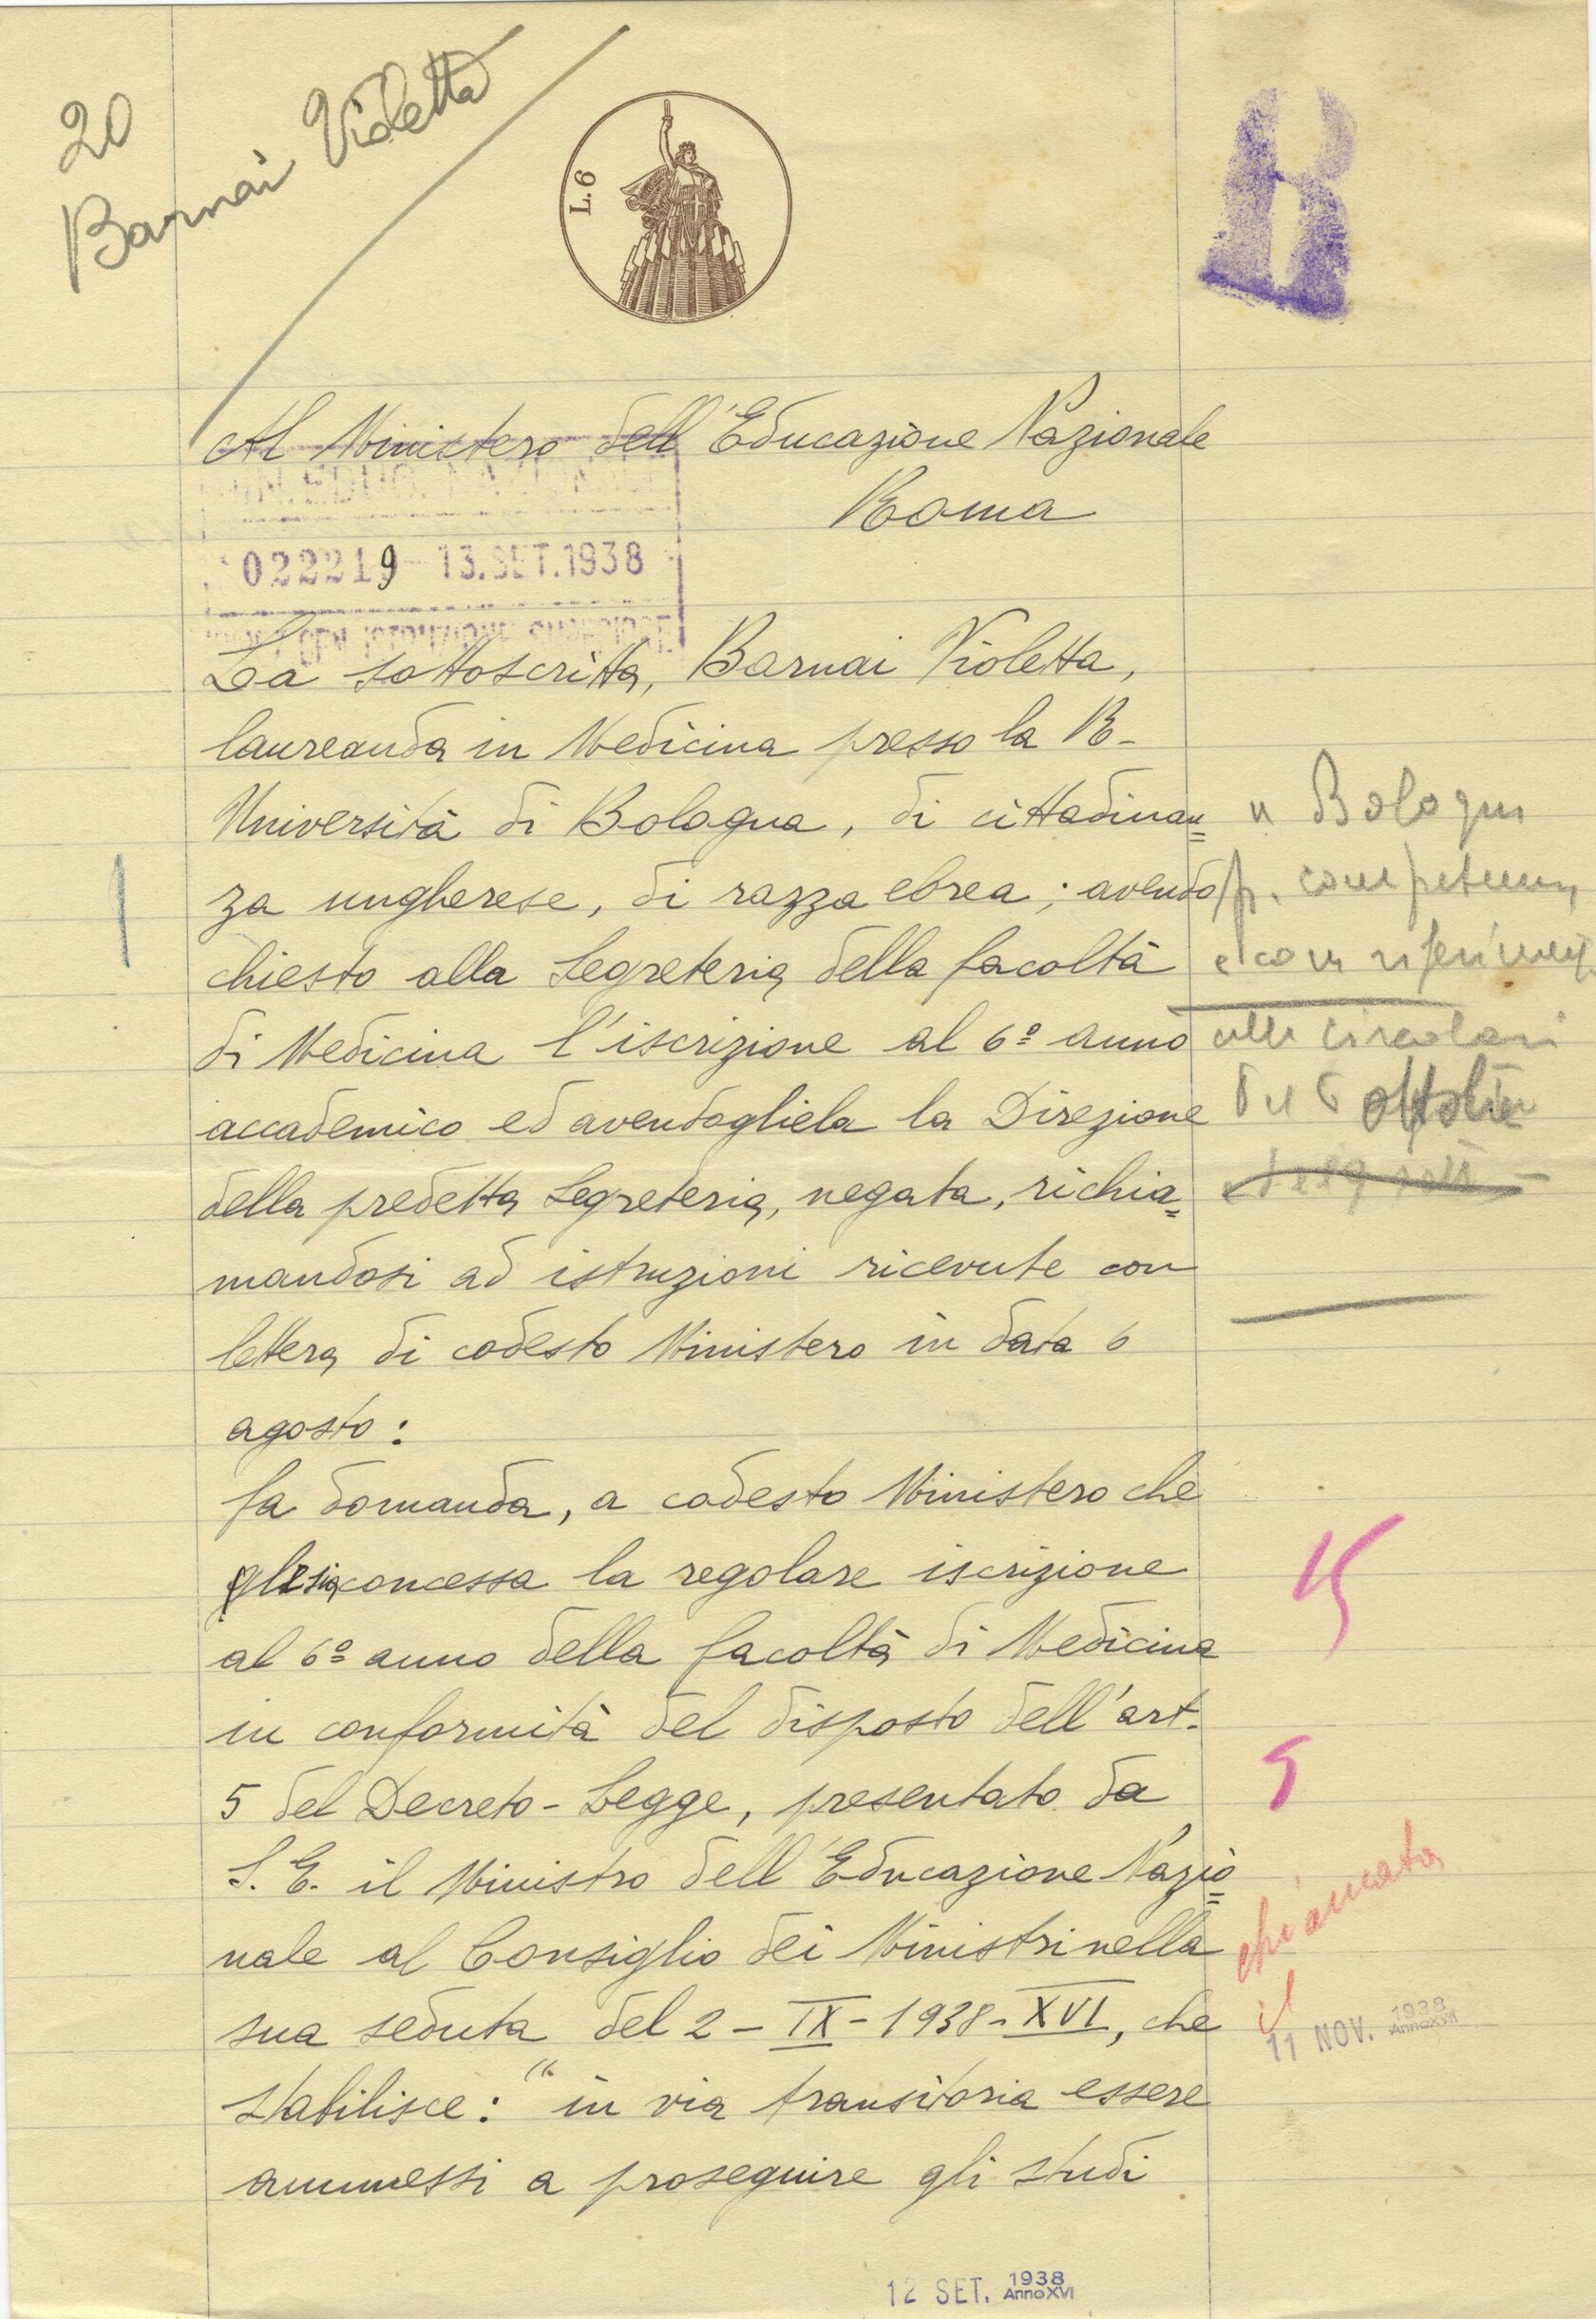 20
Barnai Violetta
L. 6
B
Al Ministero dell'Educazione Nazionale
Roma
MIN. EDUC. NAZIONALE
022219 13. SET. 1938
La sottoscritta, Barnai Violetta,
laureanda in Medicina presso la R.
Università di Bologna, di cittadinan=
za ungherese, di razza ebrea; avendo
chiesto alla Segreteria della facoltà
di Medicina l'iscrizione al 6º anno
accademico ed avendogliela la Direzione
della predetta Segreteria, negata, richia=
mandosi ad istruzioni ricevute con
lettera di codesto Ministero in data 6
agosto:
fa domanda, a codesto Ministero che
gli sia concessa la regolare iscrizione
al 6º anno della facoltà di Medicina
in conformità del disposto dell'art.
5 del Decreto-Legge, presentato da
S. E. il Ministro dell'Educazione Nazio=
nale al Consiglio dei Ministri nella
sua seduta del 2-IX-1938-XVI, che
stabilisce: "in via transitoria essere
ammessi a proseguire gli studi
a Bologna
p. competenza
e con riferimento
alle circolari
del 6 ottobre
5
chiamata
il
11 NOV. 1938
Anno XVII
12 SET. 1938
Anno XVI